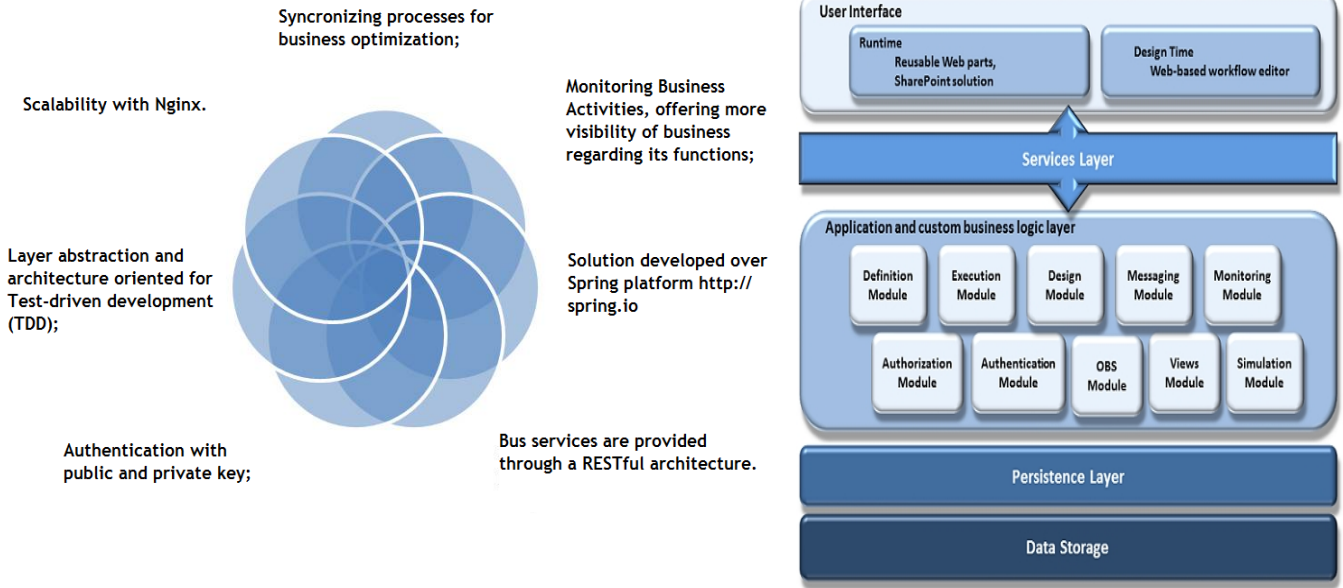 Syncronizing processes for
business optimization;
Scalability with Nginx.
Monitoring Business
Activities, offering more
visibility of business
regarding its functions;
Layer abstraction and
architecture oriented for
Test-driven development
(TDD);
Solution developed over
Spring platform http://
spring.io
Authentication with
public and private key;
Bus services are provided
through a RESTful architecture.
User Interface
Runtime
Reusable Web parts,
SharePoint solution
Design Time
Web-based workflow editor
Services Layer
Application and custom business logic layer
Definition
Module
Execution
Module
Design
Module
Messaging
Module
Monitoring
Module
Authorization
Module
Authentication
Module
OBS
Module
Views
Module
Simulation
Module
Persistence Layer
Data Storage